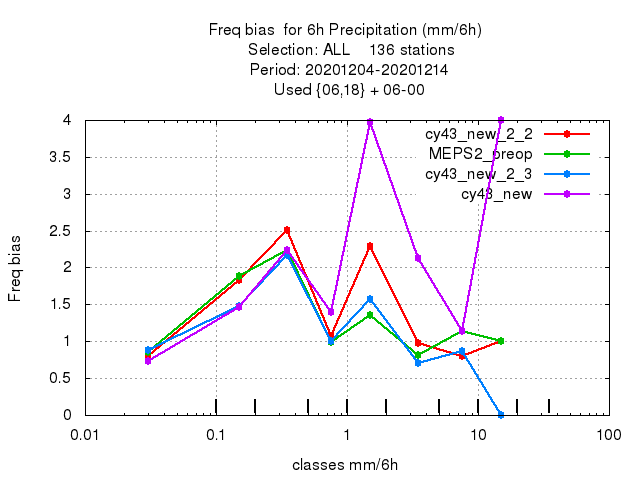 Freq bias  for 6h Precipitation (mm/6h)
Selection: ALL    136 stations
Period: 20201204-20201214
Used {06,18} + 06-00
4
3.5
3
2.5
2
1.5
1
0.5
0
Freq bias
cy43_new_2_2
MEPS2_preop
cy43_new_2_3
cy43_new
0.01 0.1 1 10 100
classes mm/6h